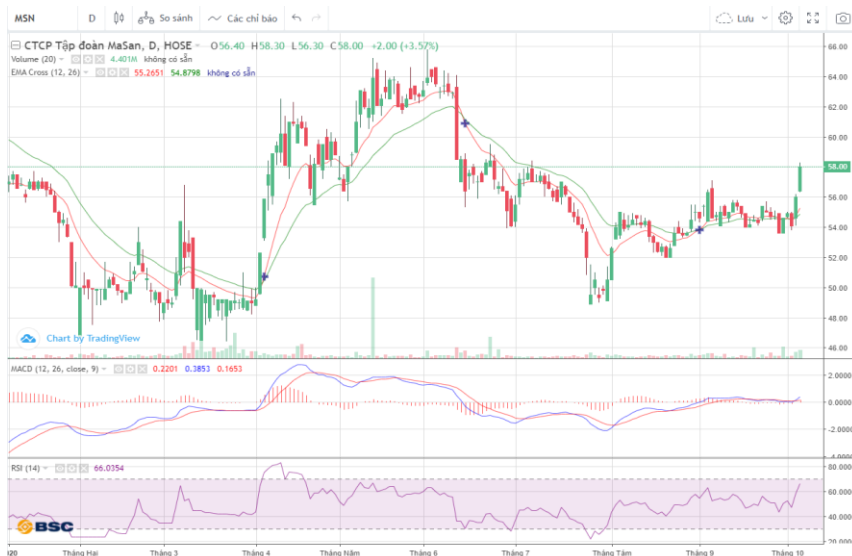 MSN D So sánh Các chỉ báo Lưu
CTCP Tập đoàn MaSan, D, HOSE O56.40 H58.30 L56.30 C58.00 +2.00 (+3.57%)
Volume (20) 4.401M không có sẵn
EMA Cross (12, 26) 55.2651 54.8798 không có sẵn
66.00
64.00
62.00
60.00
58.00
56.00
54.00
52.00
50.00
48.00
46.00
Chart by TradingView
MACD (12, 26, close, 9) 0.2201 0.3853 0.1653
2.0000
0.0000
-2.0000
-4.0000
RSI (14) 66.0354
80.0000
60.0000
40.0000
20.0000
BSC
Tháng Hai Tháng 3 Tháng 4 Tháng Năm Tháng 6 Tháng 7 Tháng Tám Tháng 9 Tháng 10